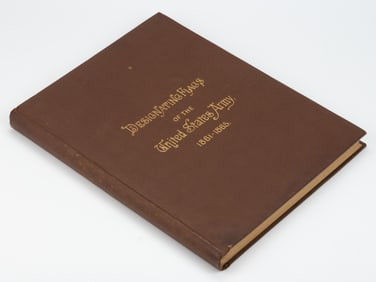 DESIGNATING FLAGS
OF THE
United States Army.
1861-1865.